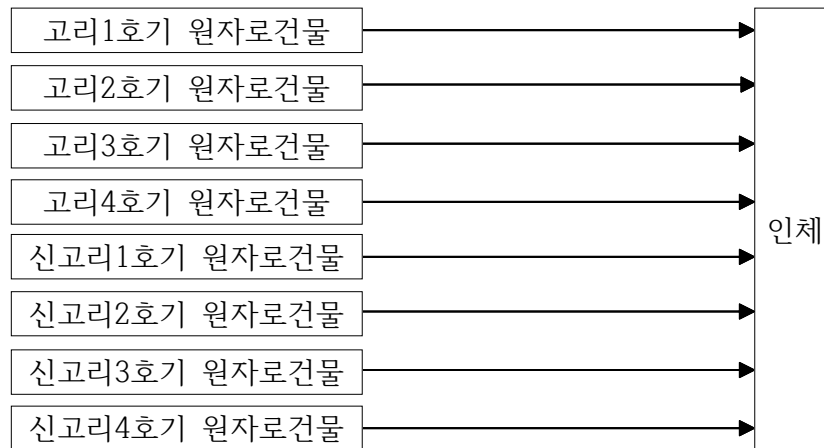 고리1호기 원자로건물
고리2호기 원자로건물
고리3호기 원자로건물
고리4호기 원자로건물
인체
신고리1호기 원자로건물
신고리2호기 원자로건물
신고리3호기 원자로건물
신고리4호기 원자로건물